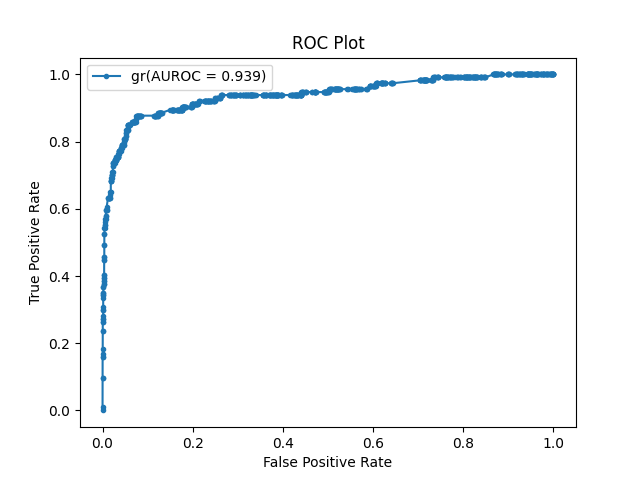 ROC Plot
gr(AUROC = 0.939)
1.0
0.8
0.6
0.4
0.2
0.0
True Positive Rate
0.0 0.2 0.4 0.6 0.8 1.0
False Positive Rate